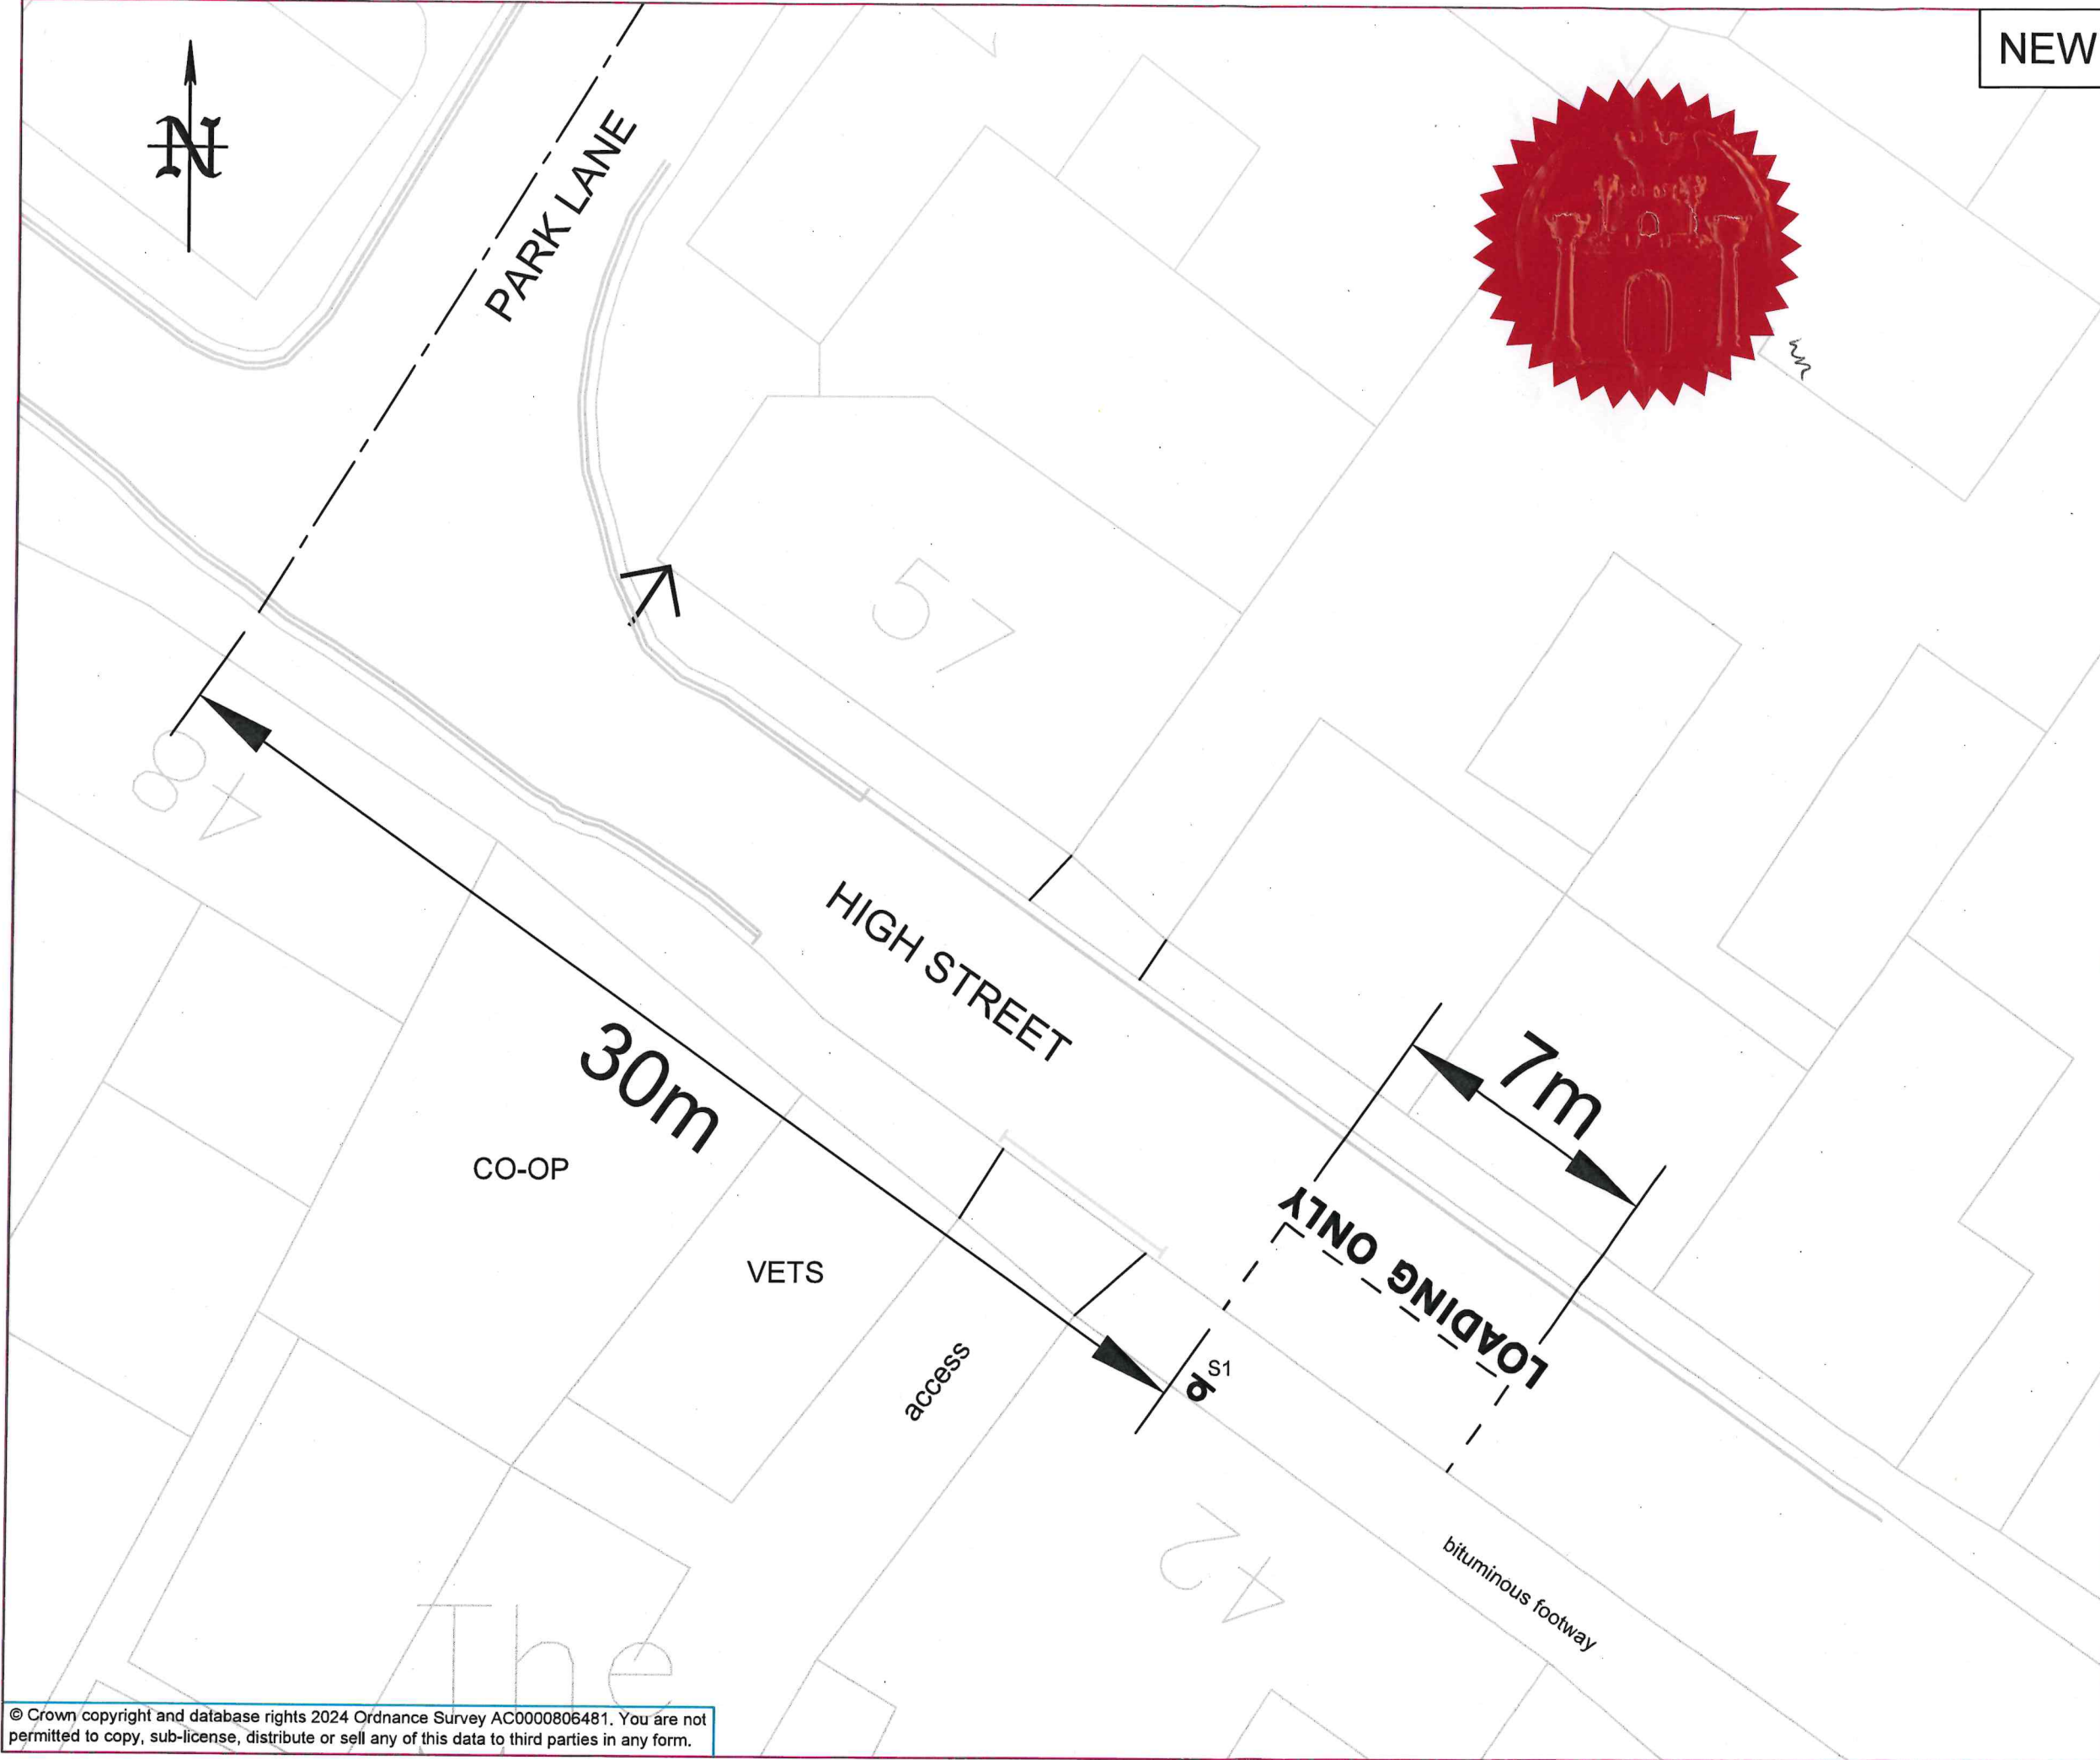 NEW
N
PARK LANE
57
48
HIGH STREET
30m
7m
CO-OP
VETS
LOADING ONLY
S1
access
42
bituminous footway
The
© Crown copyright and database rights 2024 Ordnance Survey AC0000806481. You are not
permitted to copy, sub-license, distribute or sell any of this data to third parties in any form.